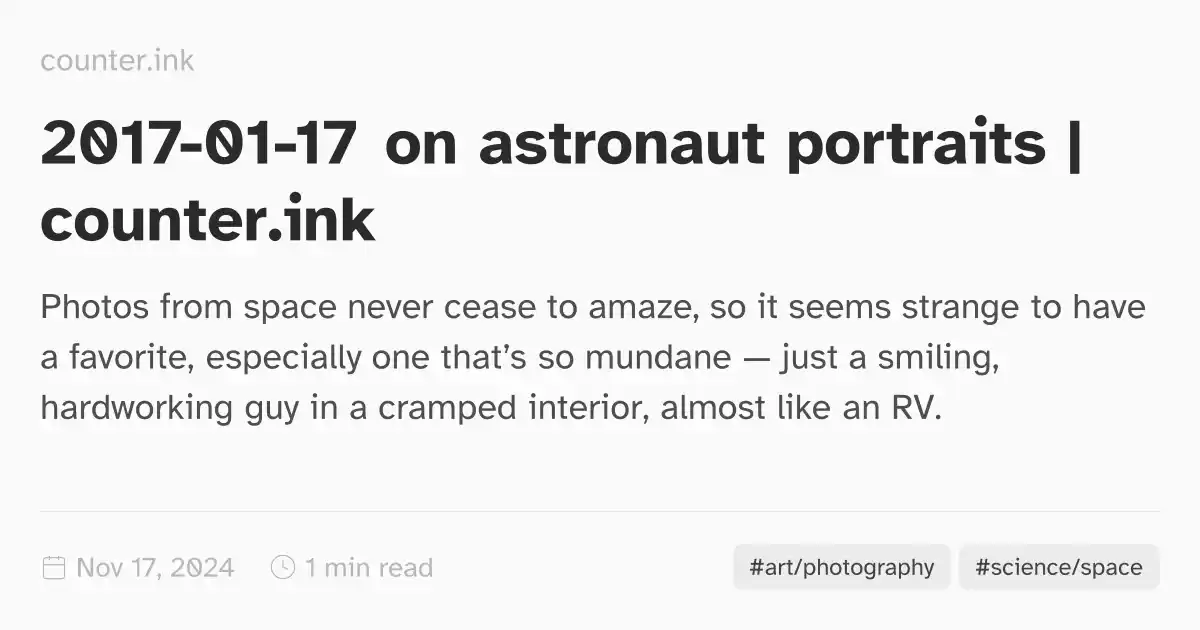 counter.ink
2017-01-17 on astronaut portraits |
counter.ink
Photos from space never cease to amaze, so it seems strange to have
a favorite, especially one that’s so mundane — just a smiling,
hardworking guy in a cramped interior, almost like an RV.
Nov 17, 2024 1 min read #art/photography #science/space